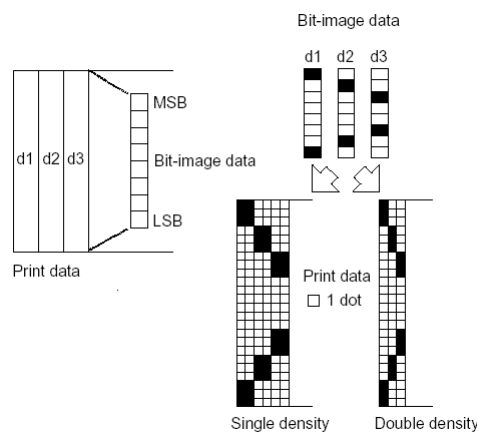 Bit-image data
d1 d2 d3
MSB
d1 d2 d3
Bit-image data
LSB
Print data
Print data
1 dot
Single density
Double density